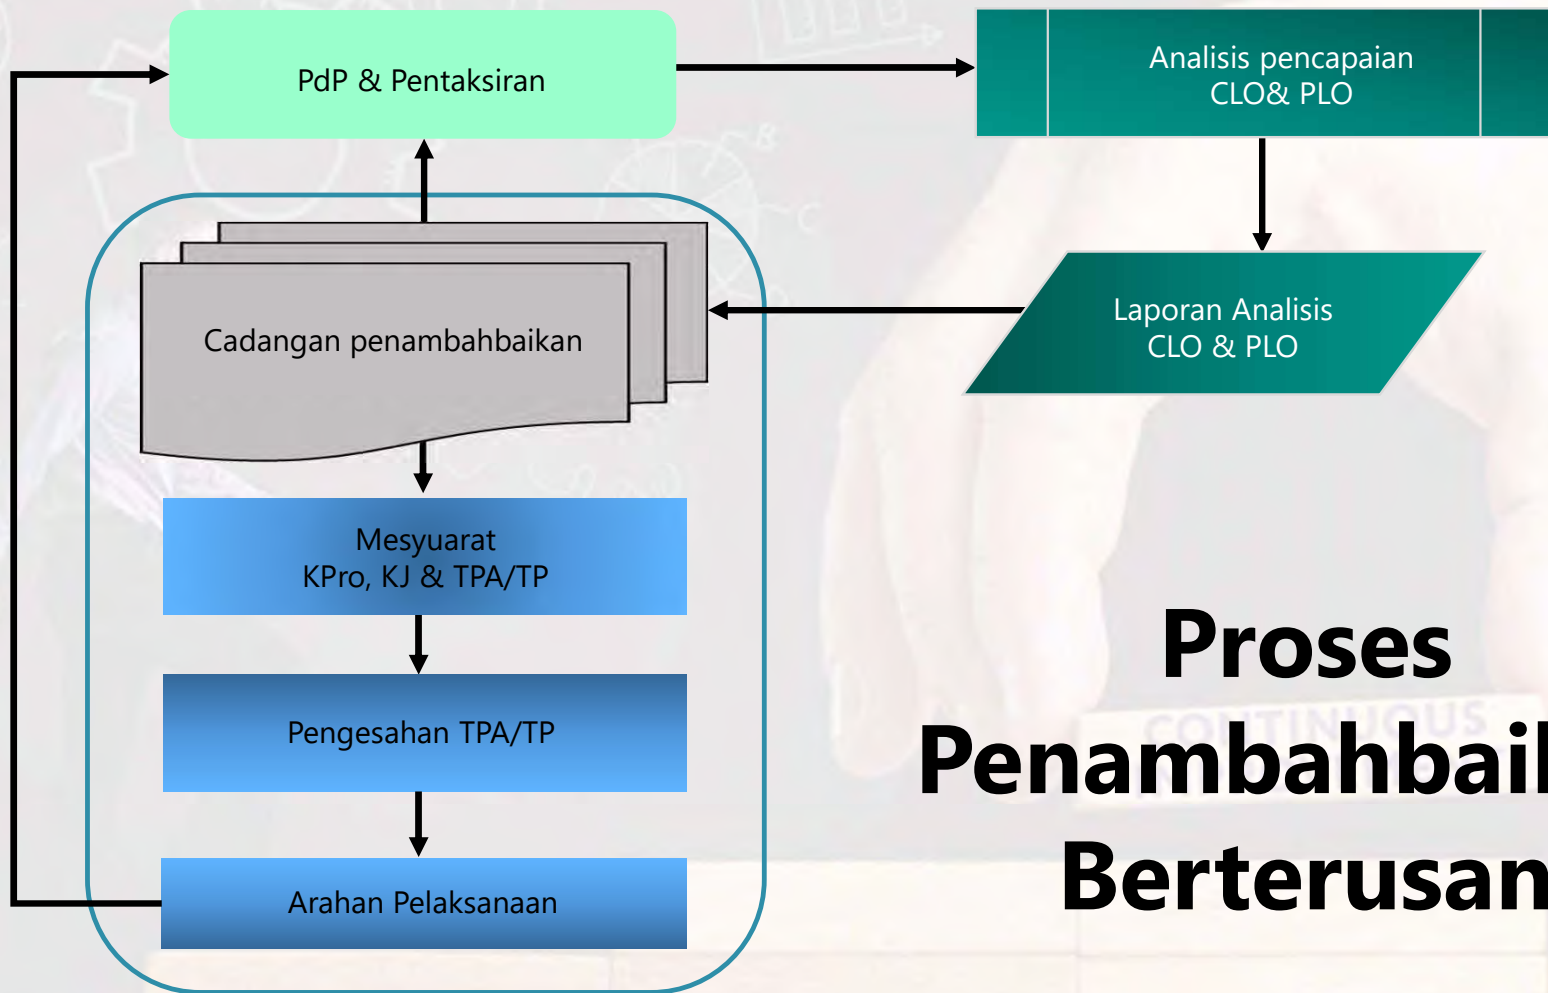 PdP & Pentaksiran
Analisis pencapaian
CLO& PLO
Cadangan penambahbaikan
Laporan Analisis
CLO & PLO
Mesyuarat
KPro, KJ & TPA/TP
Pengesahan TPA/TP
Arahan Pelaksanaan
Proses
Berterusan
CONTINUOUS